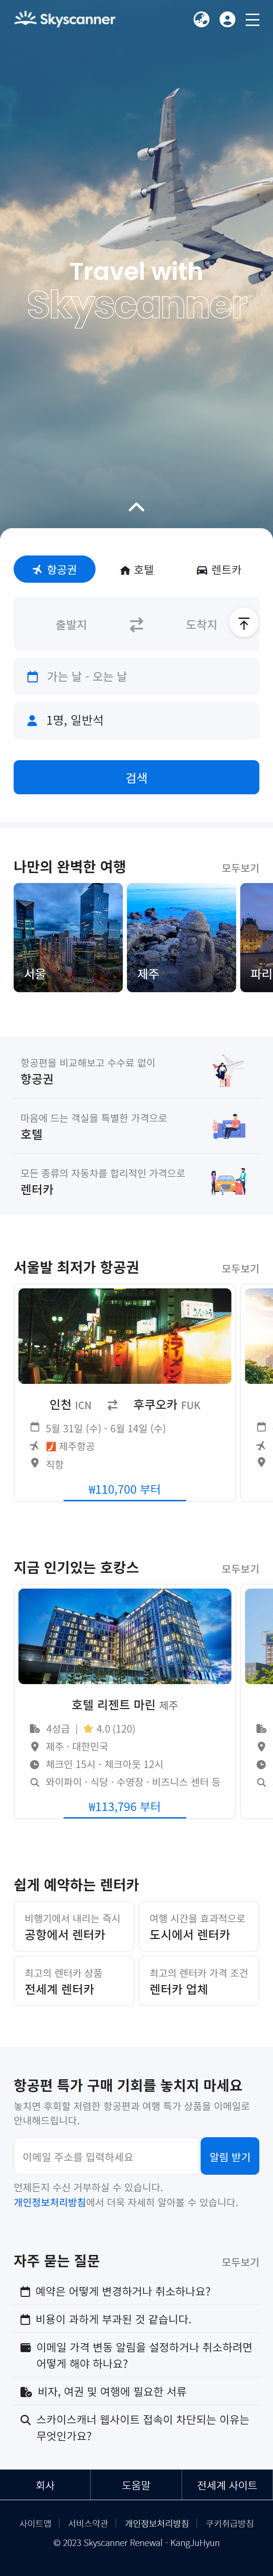 Skyscanner
Travel with
Skyscanner
항공권
호텔
렌트카
출발지
도착지
가는 날 - 오는 날
1명, 일반석
검색
나만의 완벽한 여행
모두보기
서울
제주
파리
항공편을 비교해보고 수수료 없이
항공권
마음에 드는 객실을 특별한 가격으로
호텔
모든 종류의 자동차를 합리적인 가격으로
렌터카
서울발 최저가 항공권
모두보기
인천 ICN
후쿠오카 FUK
5월 31일 (수) - 6월 14일 (수)
제주항공
직항
₩110,700 부터
지금 인기있는 호캉스
모두보기
호텔 리젠트 마린 제주
4성급 | 4.0 (120)
제주 · 대한민국
체크인 15시 - 체크아웃 12시
와이파이 · 식당 · 수영장 · 비즈니스 센터 등
₩113,796 부터
쉽게 예약하는 렌터카
비행기에서 내리는 즉시
공항에서 렌터카
여행 시간을 효과적으로
도시에서 렌터카
최고의 렌터카 상품
전세계 렌터카
최고의 렌터카 가격 조건
렌터카 업체
항공편 특가 구매 기회를 놓치지 마세요
놓치면 후회할 저렴한 항공편과 여행 특가 상품을 이메일로
안내해드립니다.
이메일 주소를 입력하세요
알림 받기
언제든지 수신 거부하실 수 있습니다.
개인정보처리방침에서 더욱 자세히 알아볼 수 있습니다.
자주 묻는 질문
모두보기
예약은 어떻게 변경하거나 취소하나요?
비용이 과하게 부과된 것 같습니다.
이메일 가격 변동 알림을 설정하거나 취소하려면
어떻게 해야 하나요?
비자, 여권 및 여행에 필요한 서류
스카이스캐너 웹사이트 접속이 차단되는 이유는
무엇인가요?
회사
도움말
전세계 사이트
사이트맵 | 서비스약관 | 개인정보처리방침 | 쿠키취급방침
© 2023 Skyscanner Renewal - KangJuHyun